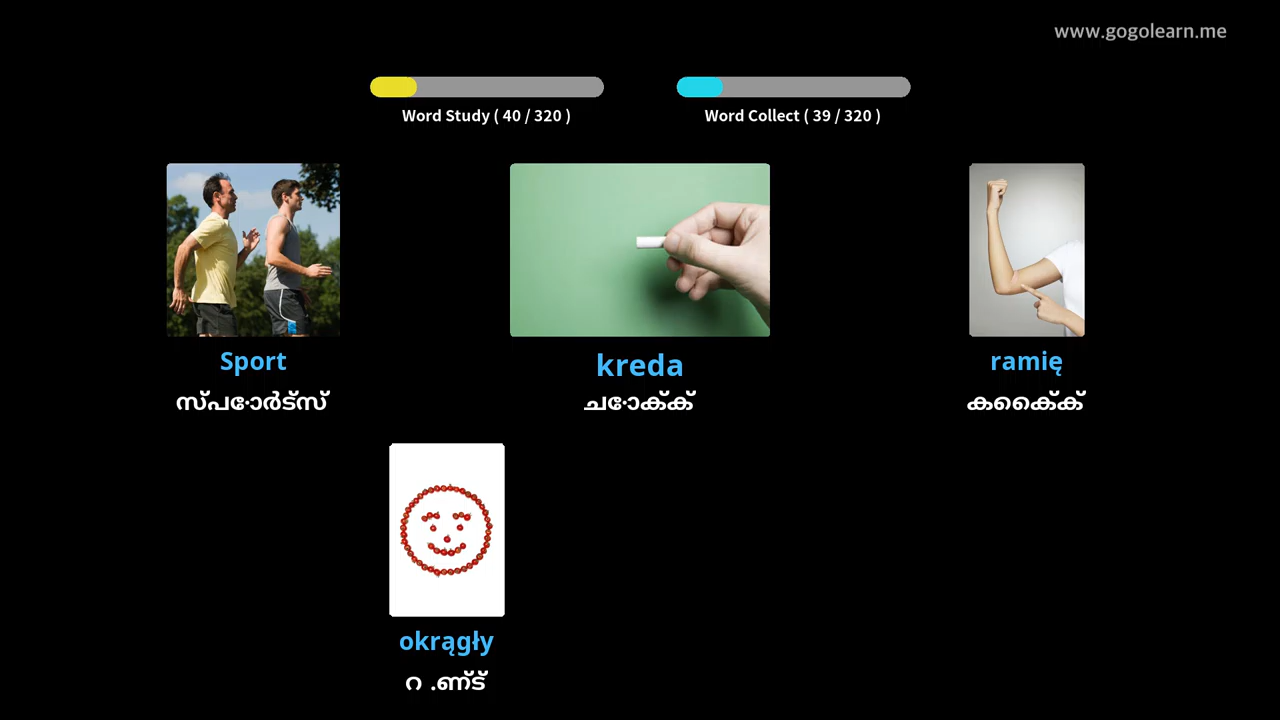 www.gogolearn.me
Word Study ( 40 / 320 )
Word Collect ( 39 / 320 )
Sport
സ്പോർട്സ്
kreda
ചോക്ക്
ramię
കൈക്
okrągły
റ .ണ്ട്